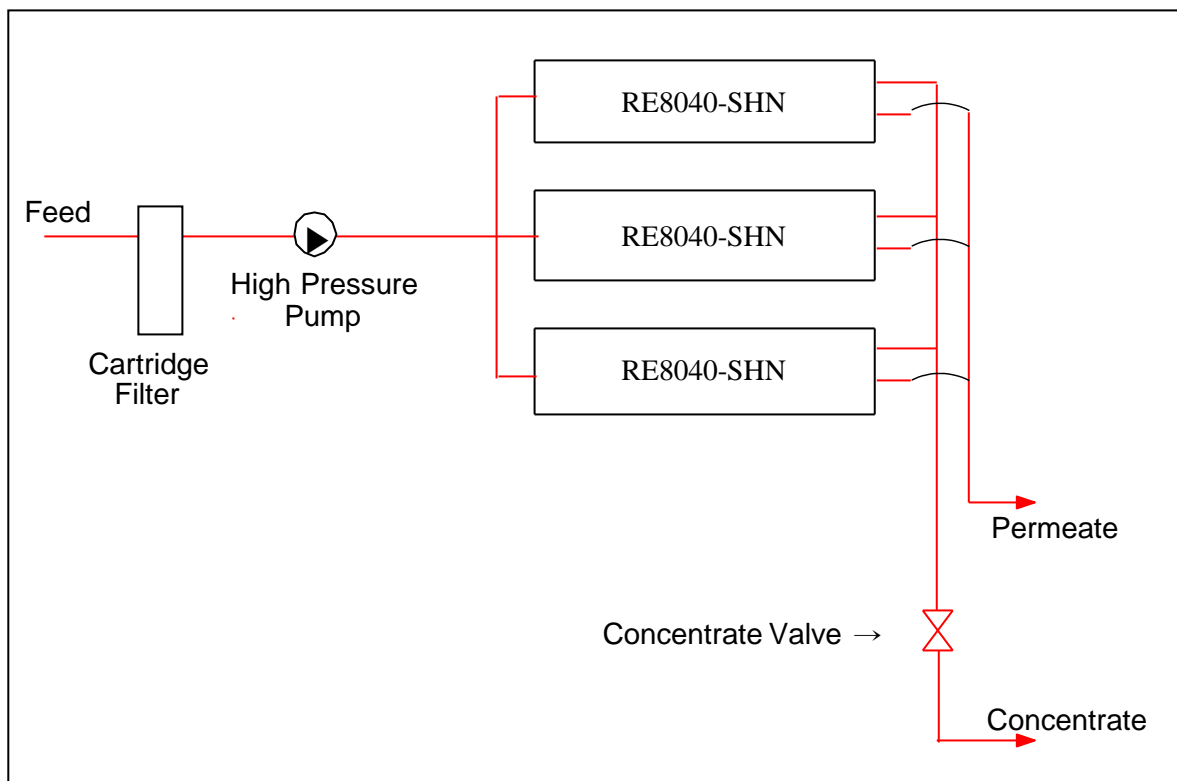 RE8040-SHN
RE8040-SHN
RE8040-SHN
Feed
High Pressure
Pump
Cartridge
Filter
Permeate
Concentrate Valve →
Concentrate